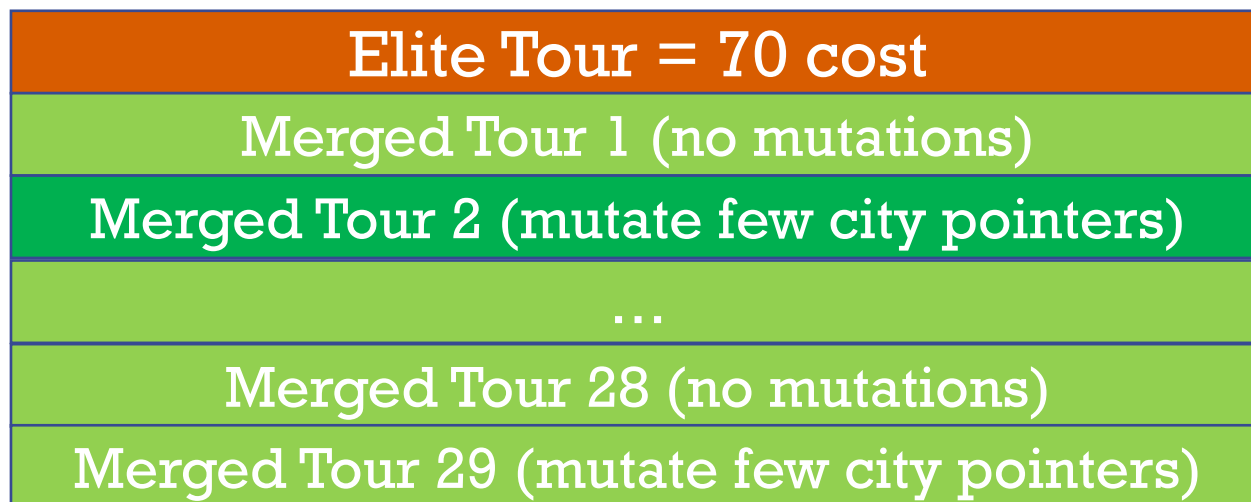 Elite Tour = 70 cost
Merged Tour 1 (no mutations)
Merged Tour 2 (mutate few city pointers)
...
Merged Tour 28 (no mutations)
Merged Tour 29 (mutate few city pointers)